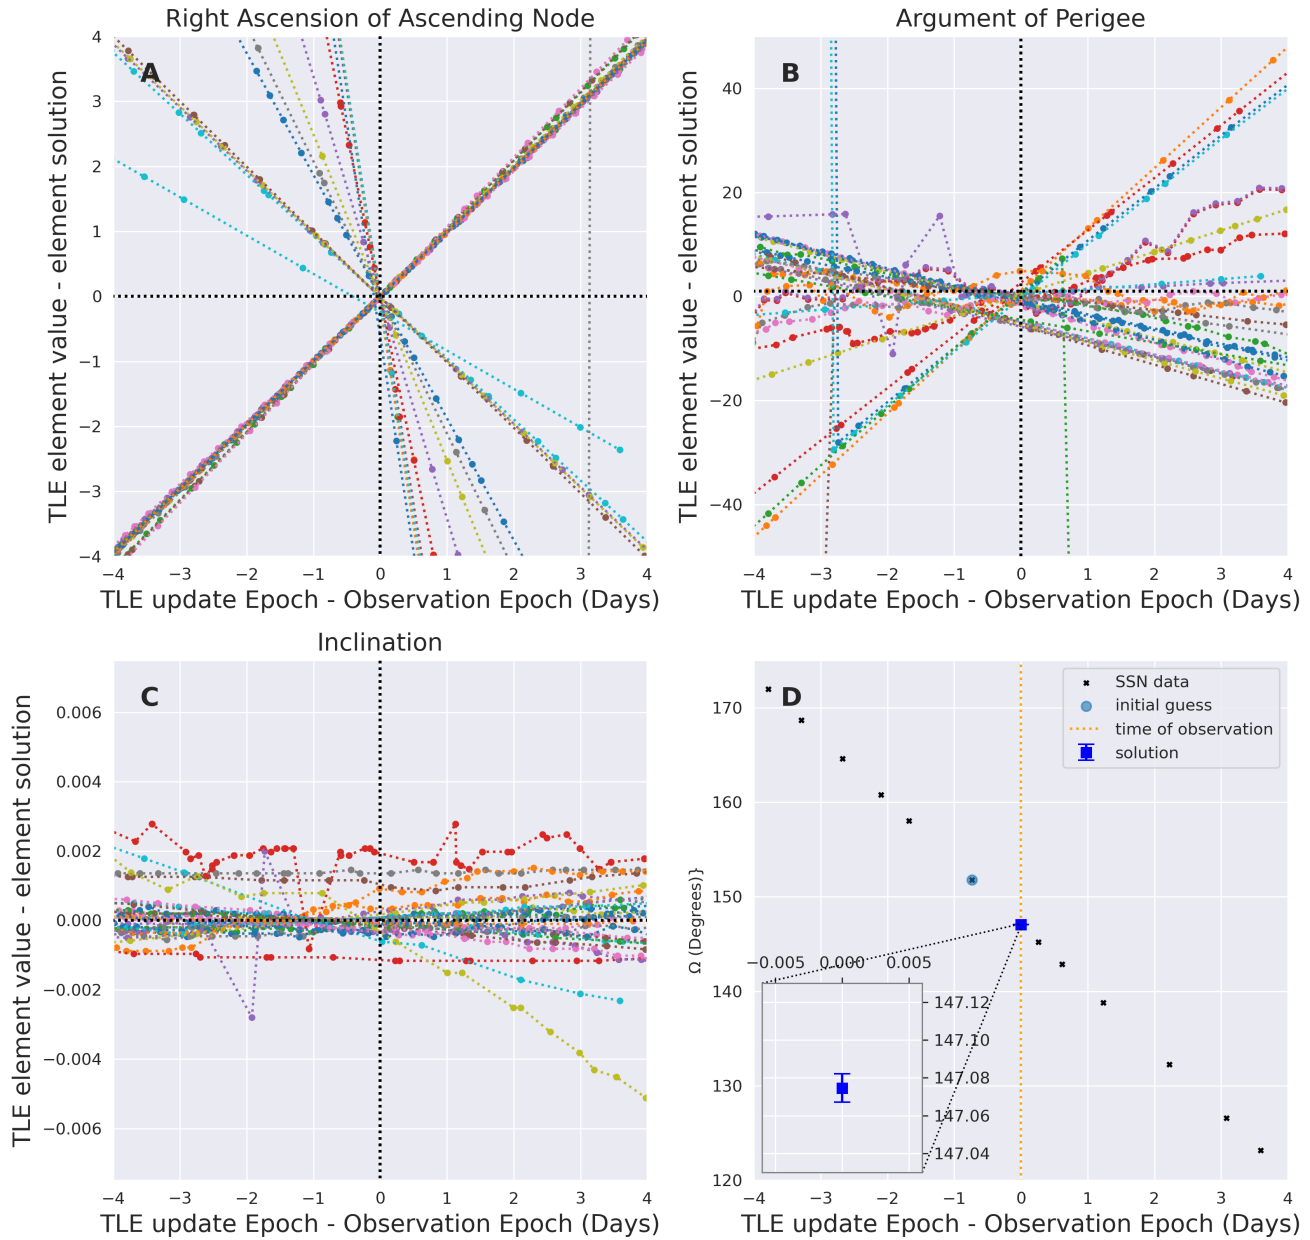 Right Ascension of Ascending Node
A
TLE element value - element solution
4
3
2
1
0
−1
−2
−3
−4
−4 −3 −2 −1 0 1 2 3 4
TLE update Epoch - Observation Epoch (Days)
Argument of Perigee
B
TLE element value - element solution
40
20
0
−20
−40
−4 −3 −2 −1 0 1 2 3 4
TLE update Epoch - Observation Epoch (Days)
Inclination
C
TLE element value - element solution
0.006
0.004
0.002
0.000
−0.002
−0.004
−0.006
−4 −3 −2 −1 0 1 2 3 4
TLE update Epoch - Observation Epoch (Days)
D
SSN data
initial guess
time of observation
solution
Ω (Degrees)}
170
160
150
140
130
120
−0.005 0.000 0.005
147.12
147.10
147.08
147.06
147.04
−4 −3 −2 −1 0 1 2 3 4
TLE update Epoch - Observation Epoch (Days)